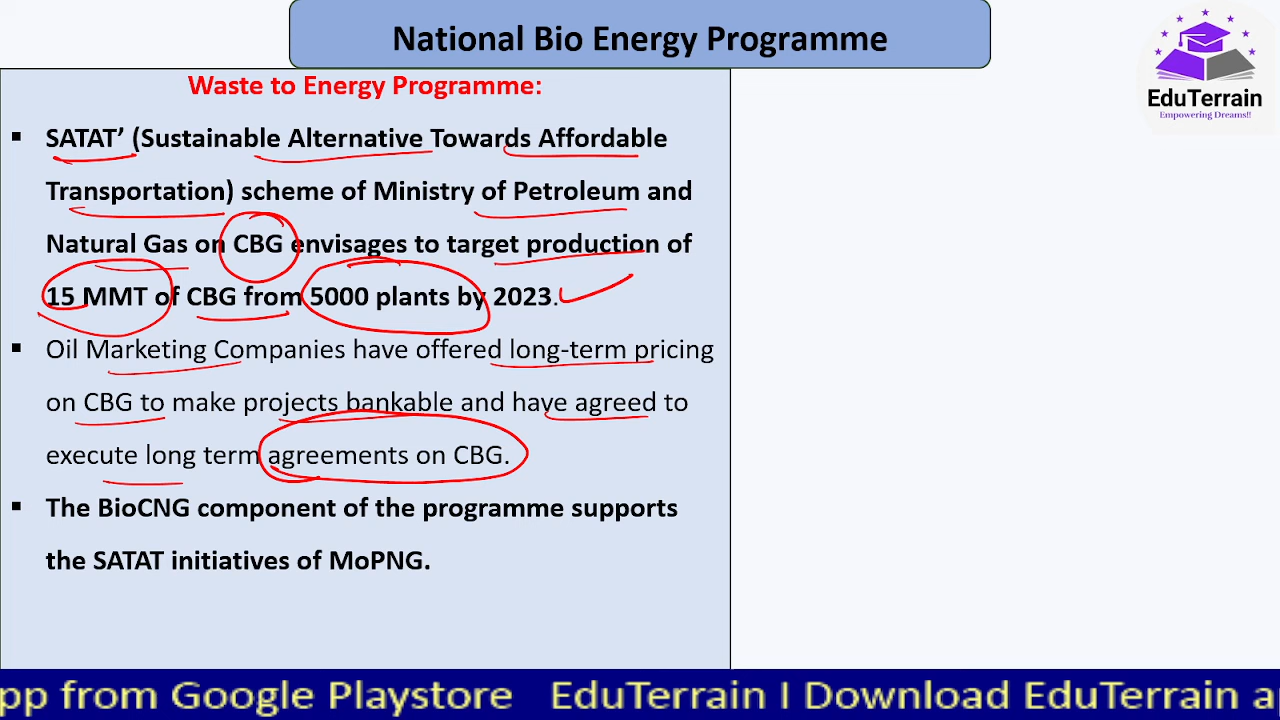 National Bio Energy Programme
EduTerrain
Empowering Dreams!!
Waste to Energy Programme:
▪ SATAT’ (Sustainable Alternative Towards Affordable
Transportation) scheme of Ministry of Petroleum and
Natural Gas on CBG envisages to target production of
15 MMT of CBG from 5000 plants by 2023.
▪ Oil Marketing Companies have offered long-term pricing
on CBG to make projects bankable and have agreed to
execute long term agreements on CBG.
▪ The BioCNG component of the programme supports
the SATAT initiatives of MoPNG.
pp from Google Playstore EduTerrain I Download EduTerrain a